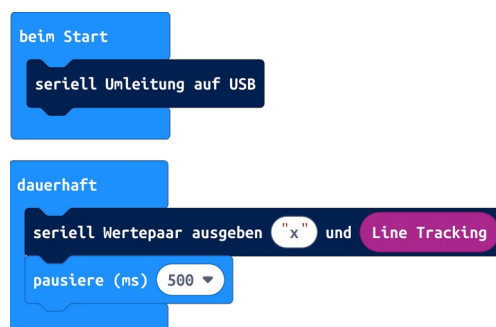 beim Start
seriell Umleitung auf USB
dauerhaft
seriell Wertepaar ausgeben "x" und Line Tracking
pausiere (ms) 500